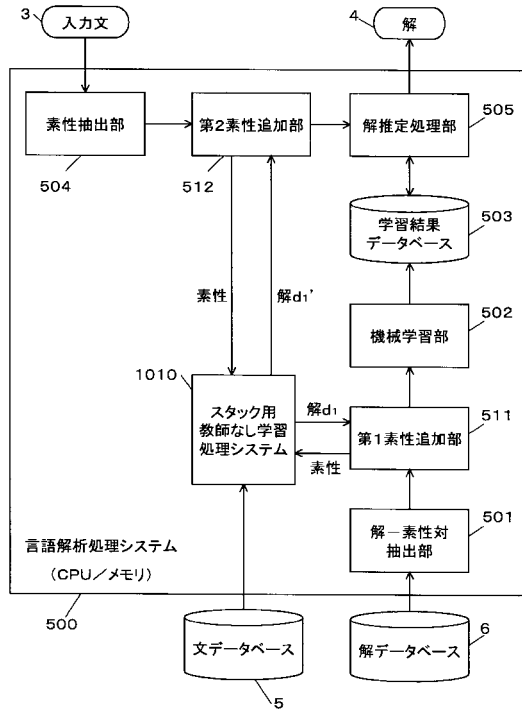 3
入力文
4
解
素性抽出部
504
第2素性追加部
512
解推定処理部
505
学習結果
データベース
503
素性
解d₁'
機械学習部
502
1010
スタック用
教師なし学習
処理システム
解d₁
素性
第1素性追加部
511
解－素性対
抽出部
501
言語解析処理システム
(CPU／メモリ)
500
文データベース
5
解データベース
6